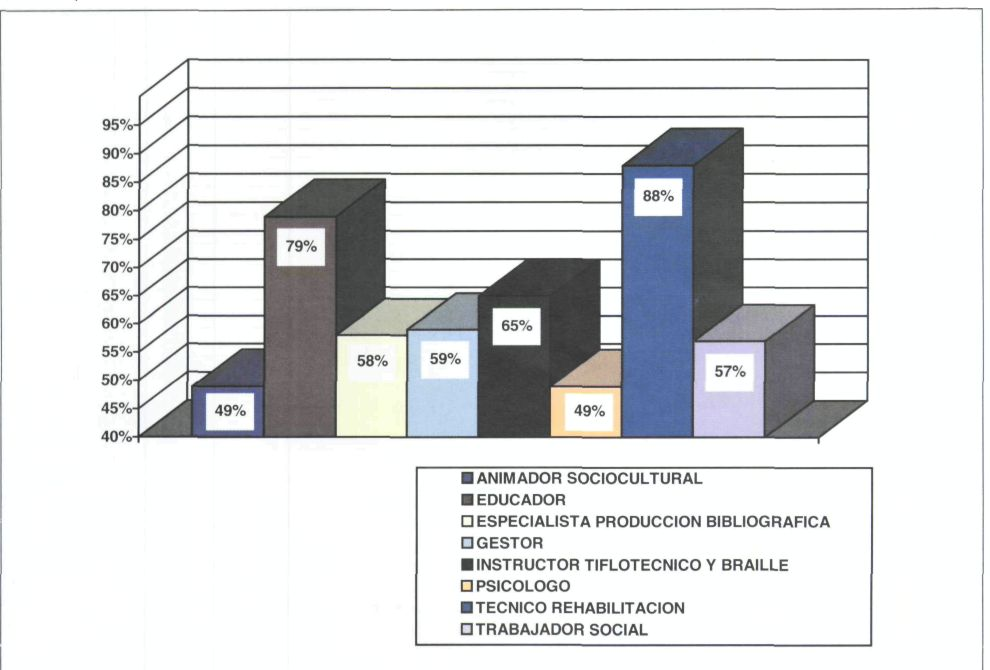 95%
90%
85%
80%
75%
70%
65%
60%
55%
50%
45%
40%
49%
79%
58%
59%
65%
49%
88%
57%
ANIMADOR SOCIOCULTURAL
EDUCADOR
ESPECIALISTA PRODUCCION BIBLIOGRAFICA
GESTOR
INSTRUCTOR TIFLOTECNICO Y BRAILLE
PSICOLOGO
TECNICO REHABILITACION
TRABAJADOR SOCIAL